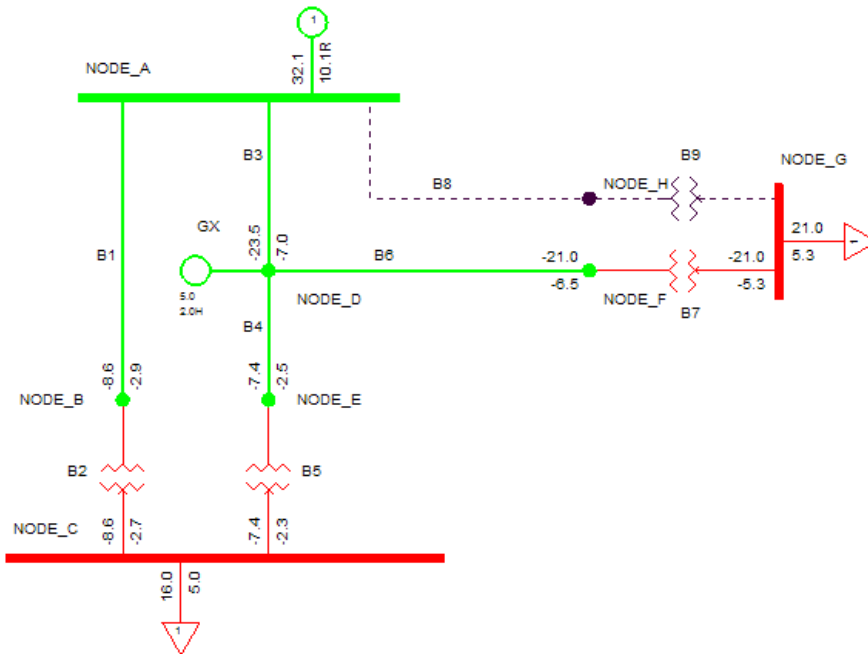 1
32.1
10.1R
NODE_A
B3
B9
NODE_G
B8
NODE_H
GX
B1
-23.5
-7.0
B6
-21.0
-6.5
-21.0
-5.3
21.0
5.3
1
5.0
2.0H
NODE_D
NODE_F
B7
B4
-8.6
-2.9
-7.4
-2.5
NODE_B
NODE_E
B2
B5
NODE_C
-8.6
-2.7
-7.4
-2.3
16.0
5.0
1